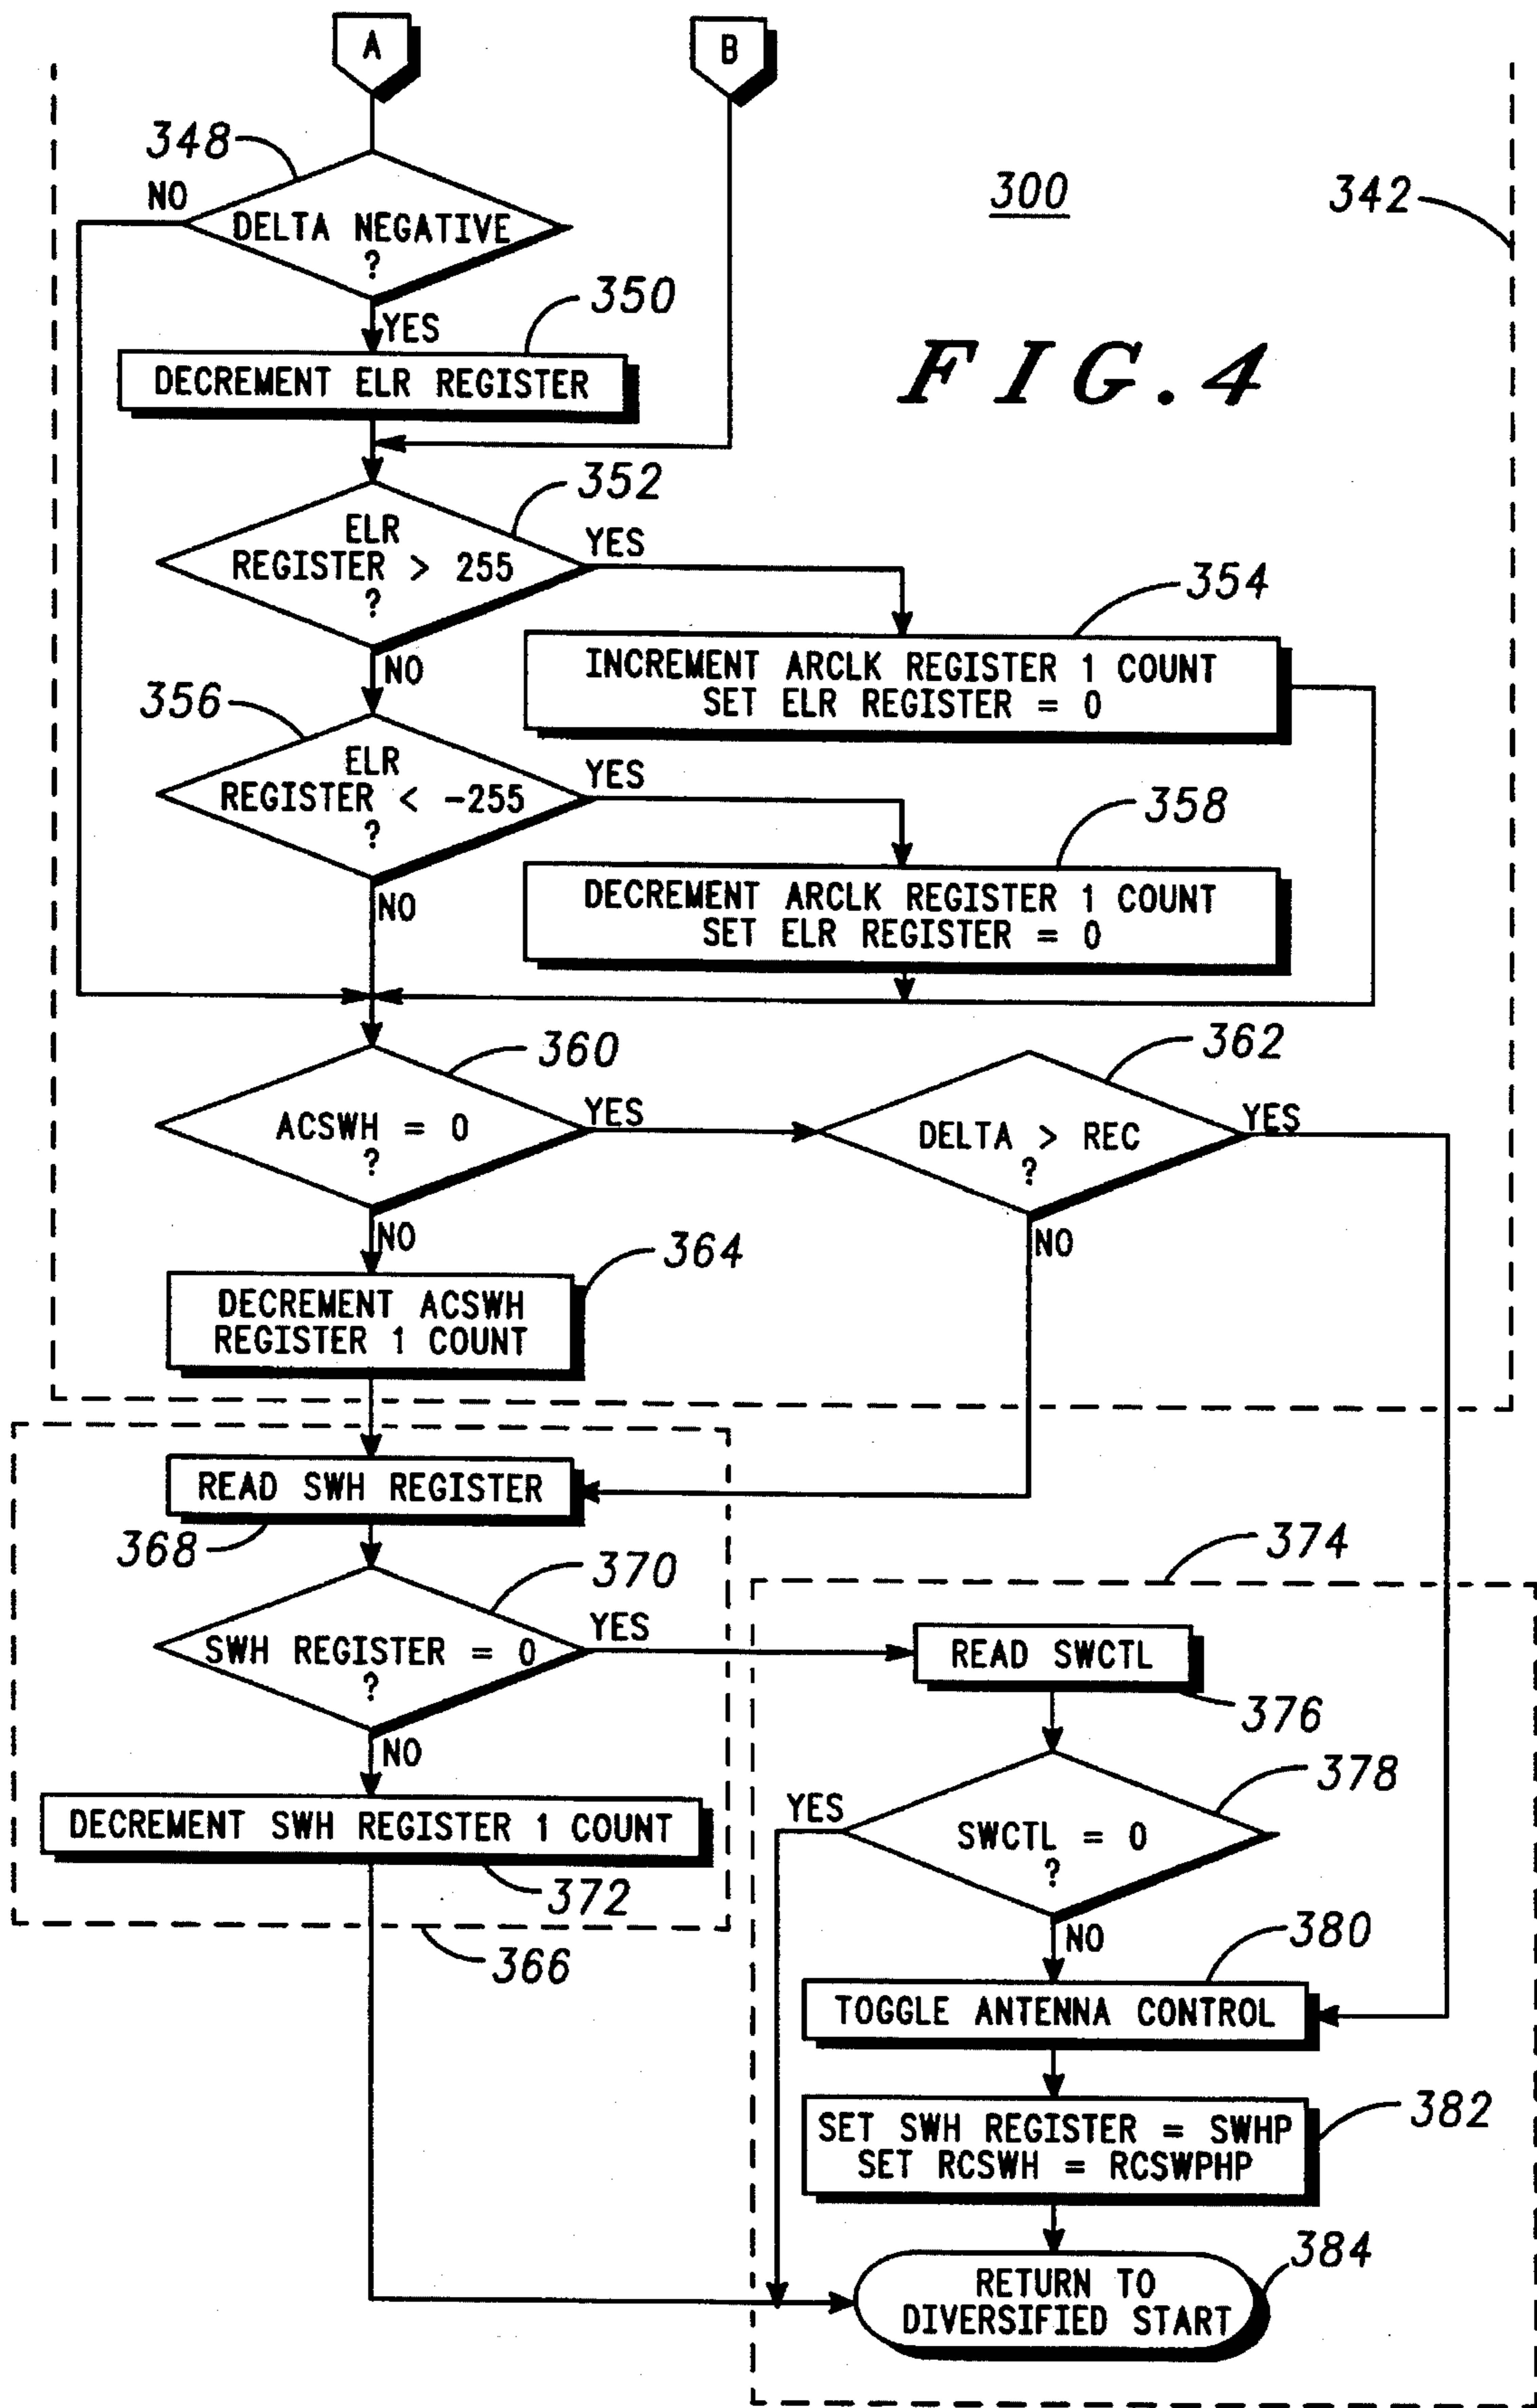 A
B
348
NO
300
342
DELTA NEGATIVE
?
350
YES
DECREMENT ELR REGISTER
FIG. 4
352
ELR
REGISTER > 255
?
YES
354
NO
INCREMENT ARCLK REGISTER 1 COUNT
SET ELR REGISTER = 0
356
ELR
REGISTER < -255
?
YES
358
NO
DECREMENT ARCLK REGISTER 1 COUNT
SET ELR REGISTER = 0
360
362
ACSWH = 0
?
YES
DELTA > REC
?
YES
NO
NO
364
DECREMENT ACSWH
REGISTER 1 COUNT
READ SWH REGISTER
368
374
370
SWH REGISTER = 0
?
YES
READ SWCTL
376
NO
378
DECREMENT SWH REGISTER 1 COUNT
YES
SWCTL = 0
?
372
366
NO
380
TOGGLE ANTENNA CONTROL
382
SET SWH REGISTER = SWHP
SET RCSWH = RCSWPHP
384
RETURN TO
DIVERSIFIED START